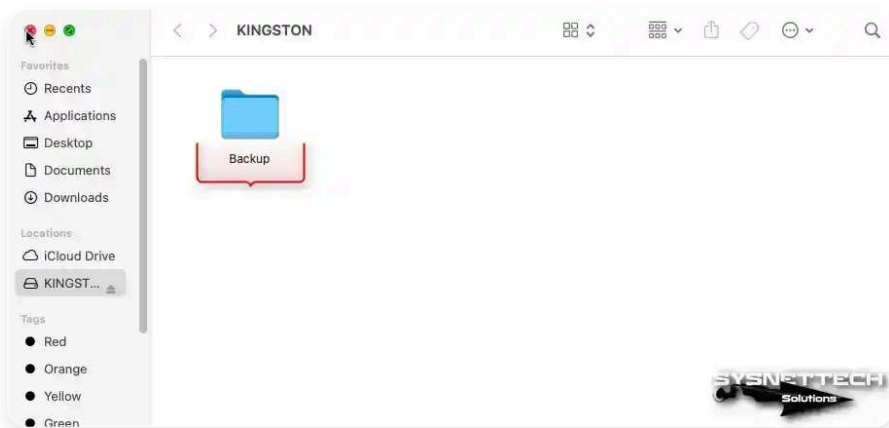 KINGSTON
Favorites
Recents
Applications
Desktop
Documents
Downloads
Locations
iCloud Drive
KINGST...
Tags
Red
Orange
Yellow
Green
Backup
SYSNETTECH
Solutions